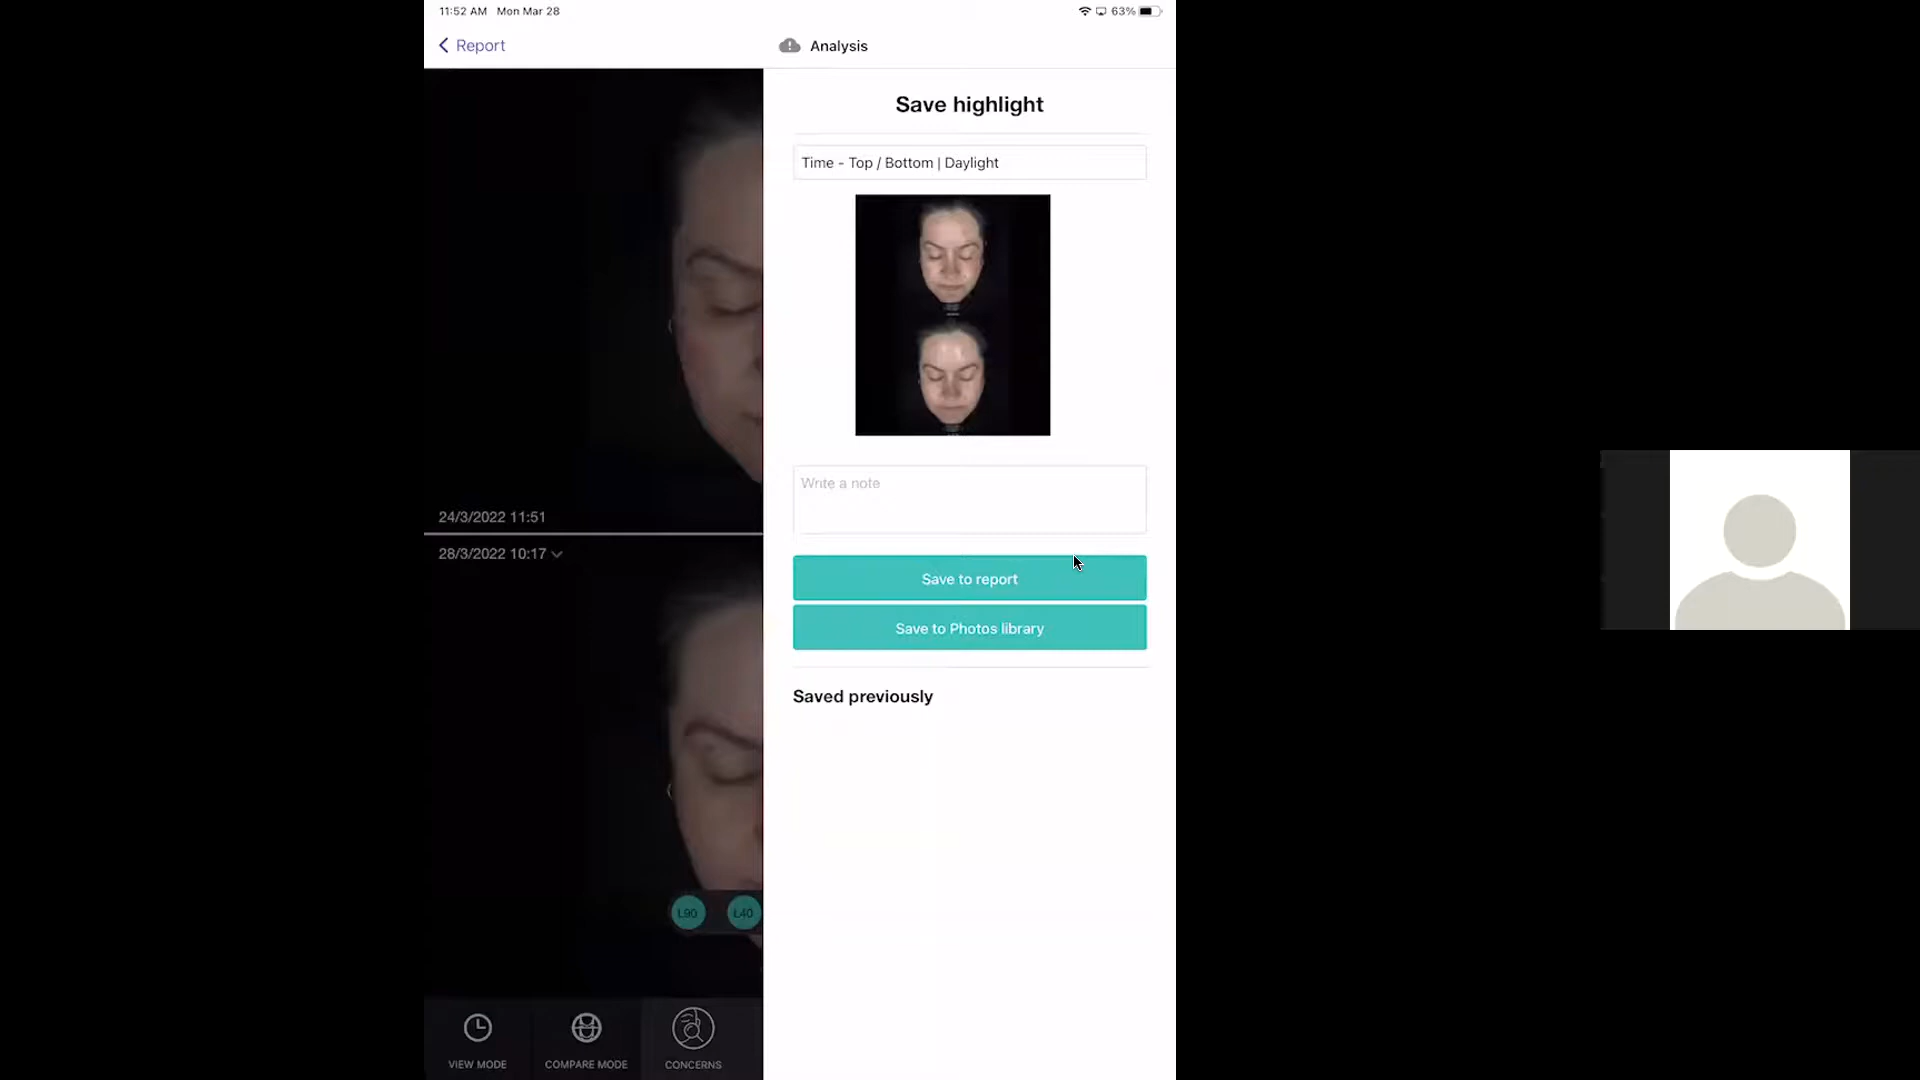 11:52 AM Mon Mar 28
63%
Report
Analysis
Save highlight
Time - Top / Bottom | Daylight
Write a note
24/3/2022 11:51
28/3/2022 10:17
Save to report
Save to Photos library
Saved previously
L90
L40
VIEW MODE
COMPARE MODE
CONCERNS